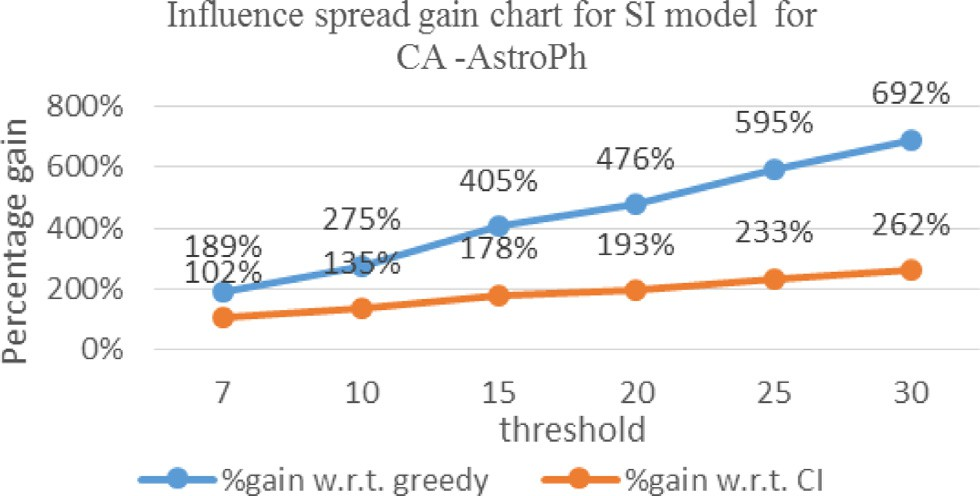 Influence spread gain chart for SI model for
CA -AstroPh
Percentage gain
800%
600%
400%
200%
0%
189%
275%
405%
476%
595%
692%
102%
135%
178%
193%
233%
262%
7 10 15 20 25 30
threshold
%gain w.r.t. greedy %gain w.r.t. CI